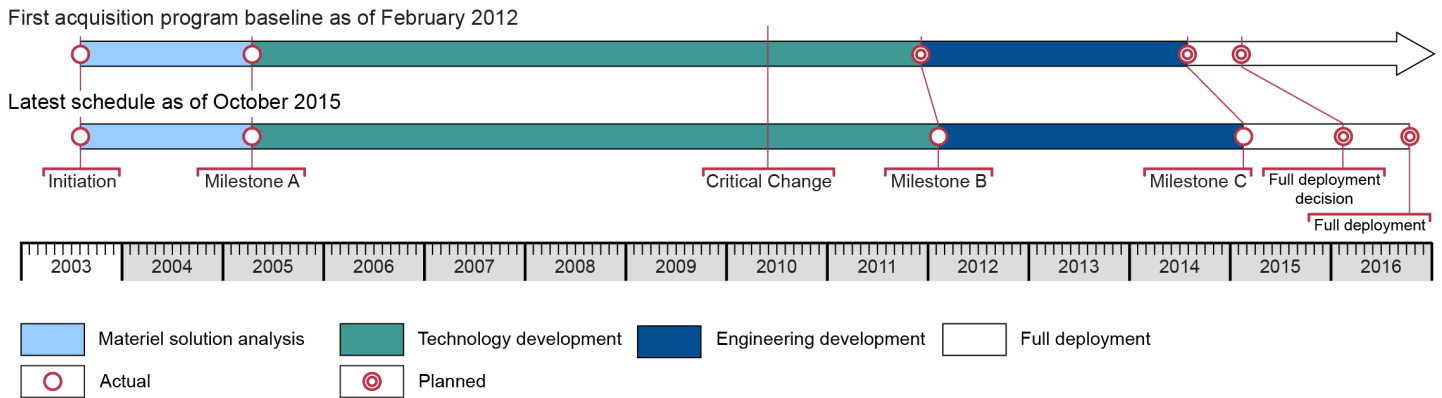 First acquisition program baseline as of February 2012
Latest schedule as of October 2015
Initiation
Milestone A
Critical Change
Milestone B
Milestone C
Full deployment
decision
Full deployment
2003 2004 2005 2006 2007 2008 2009 2010 2011 2012 2013 2014 2015 2016
Materiel solution analysis
Technology development
Engineering development
Full deployment
Actual
Planned